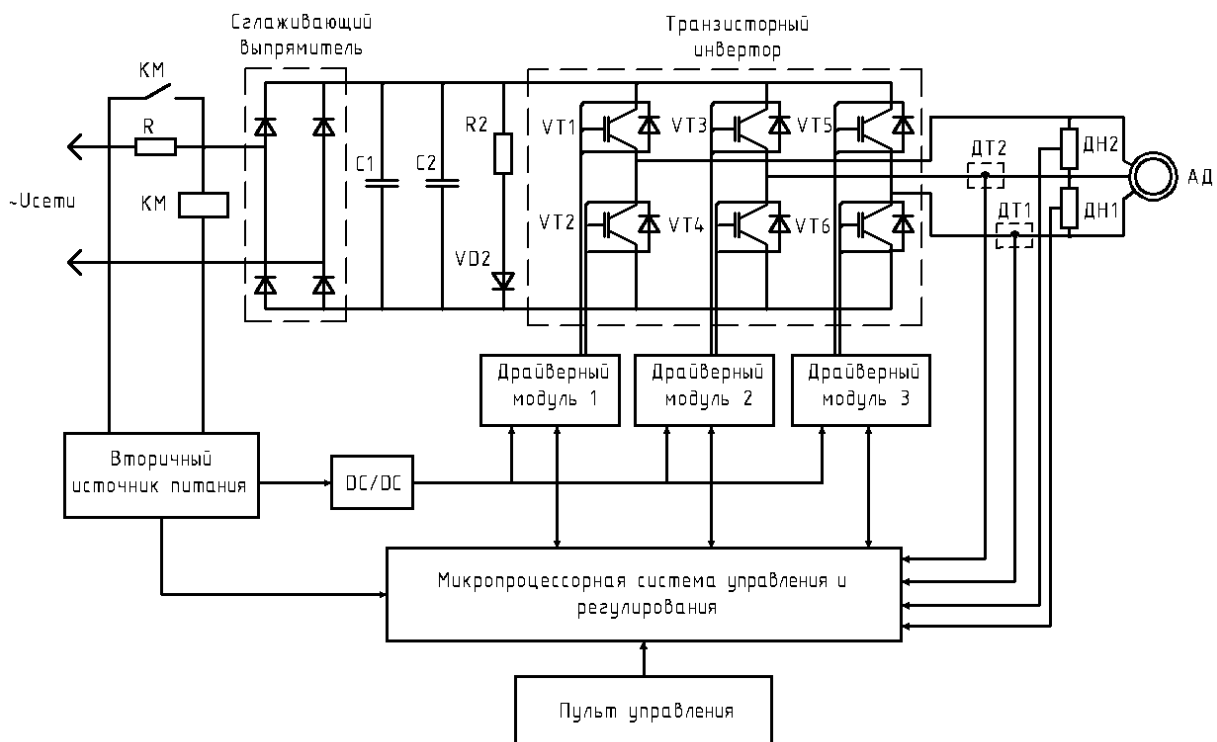 Сглаживающий
выпрямитель
Транзисторный
инвертор
КМ
R
КМ
~Uсети
C1
C2
R2
VD2
VT1
VT3
VT5
VT2
VT4
VT6
ДТ2
ДН2
АД
ДТ1
ДН1
Драйверный
модуль 1
Драйверный
модуль 2
Драйверный
модуль 3
Вторичный
источник питания
DC/DC
Микропроцессорная система управления и
регулирования
Пульт управления